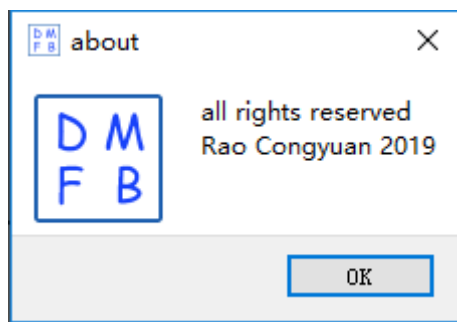 D M
F B about
D M
F B
all rights reserved
Rao Congyuan 2019
OK